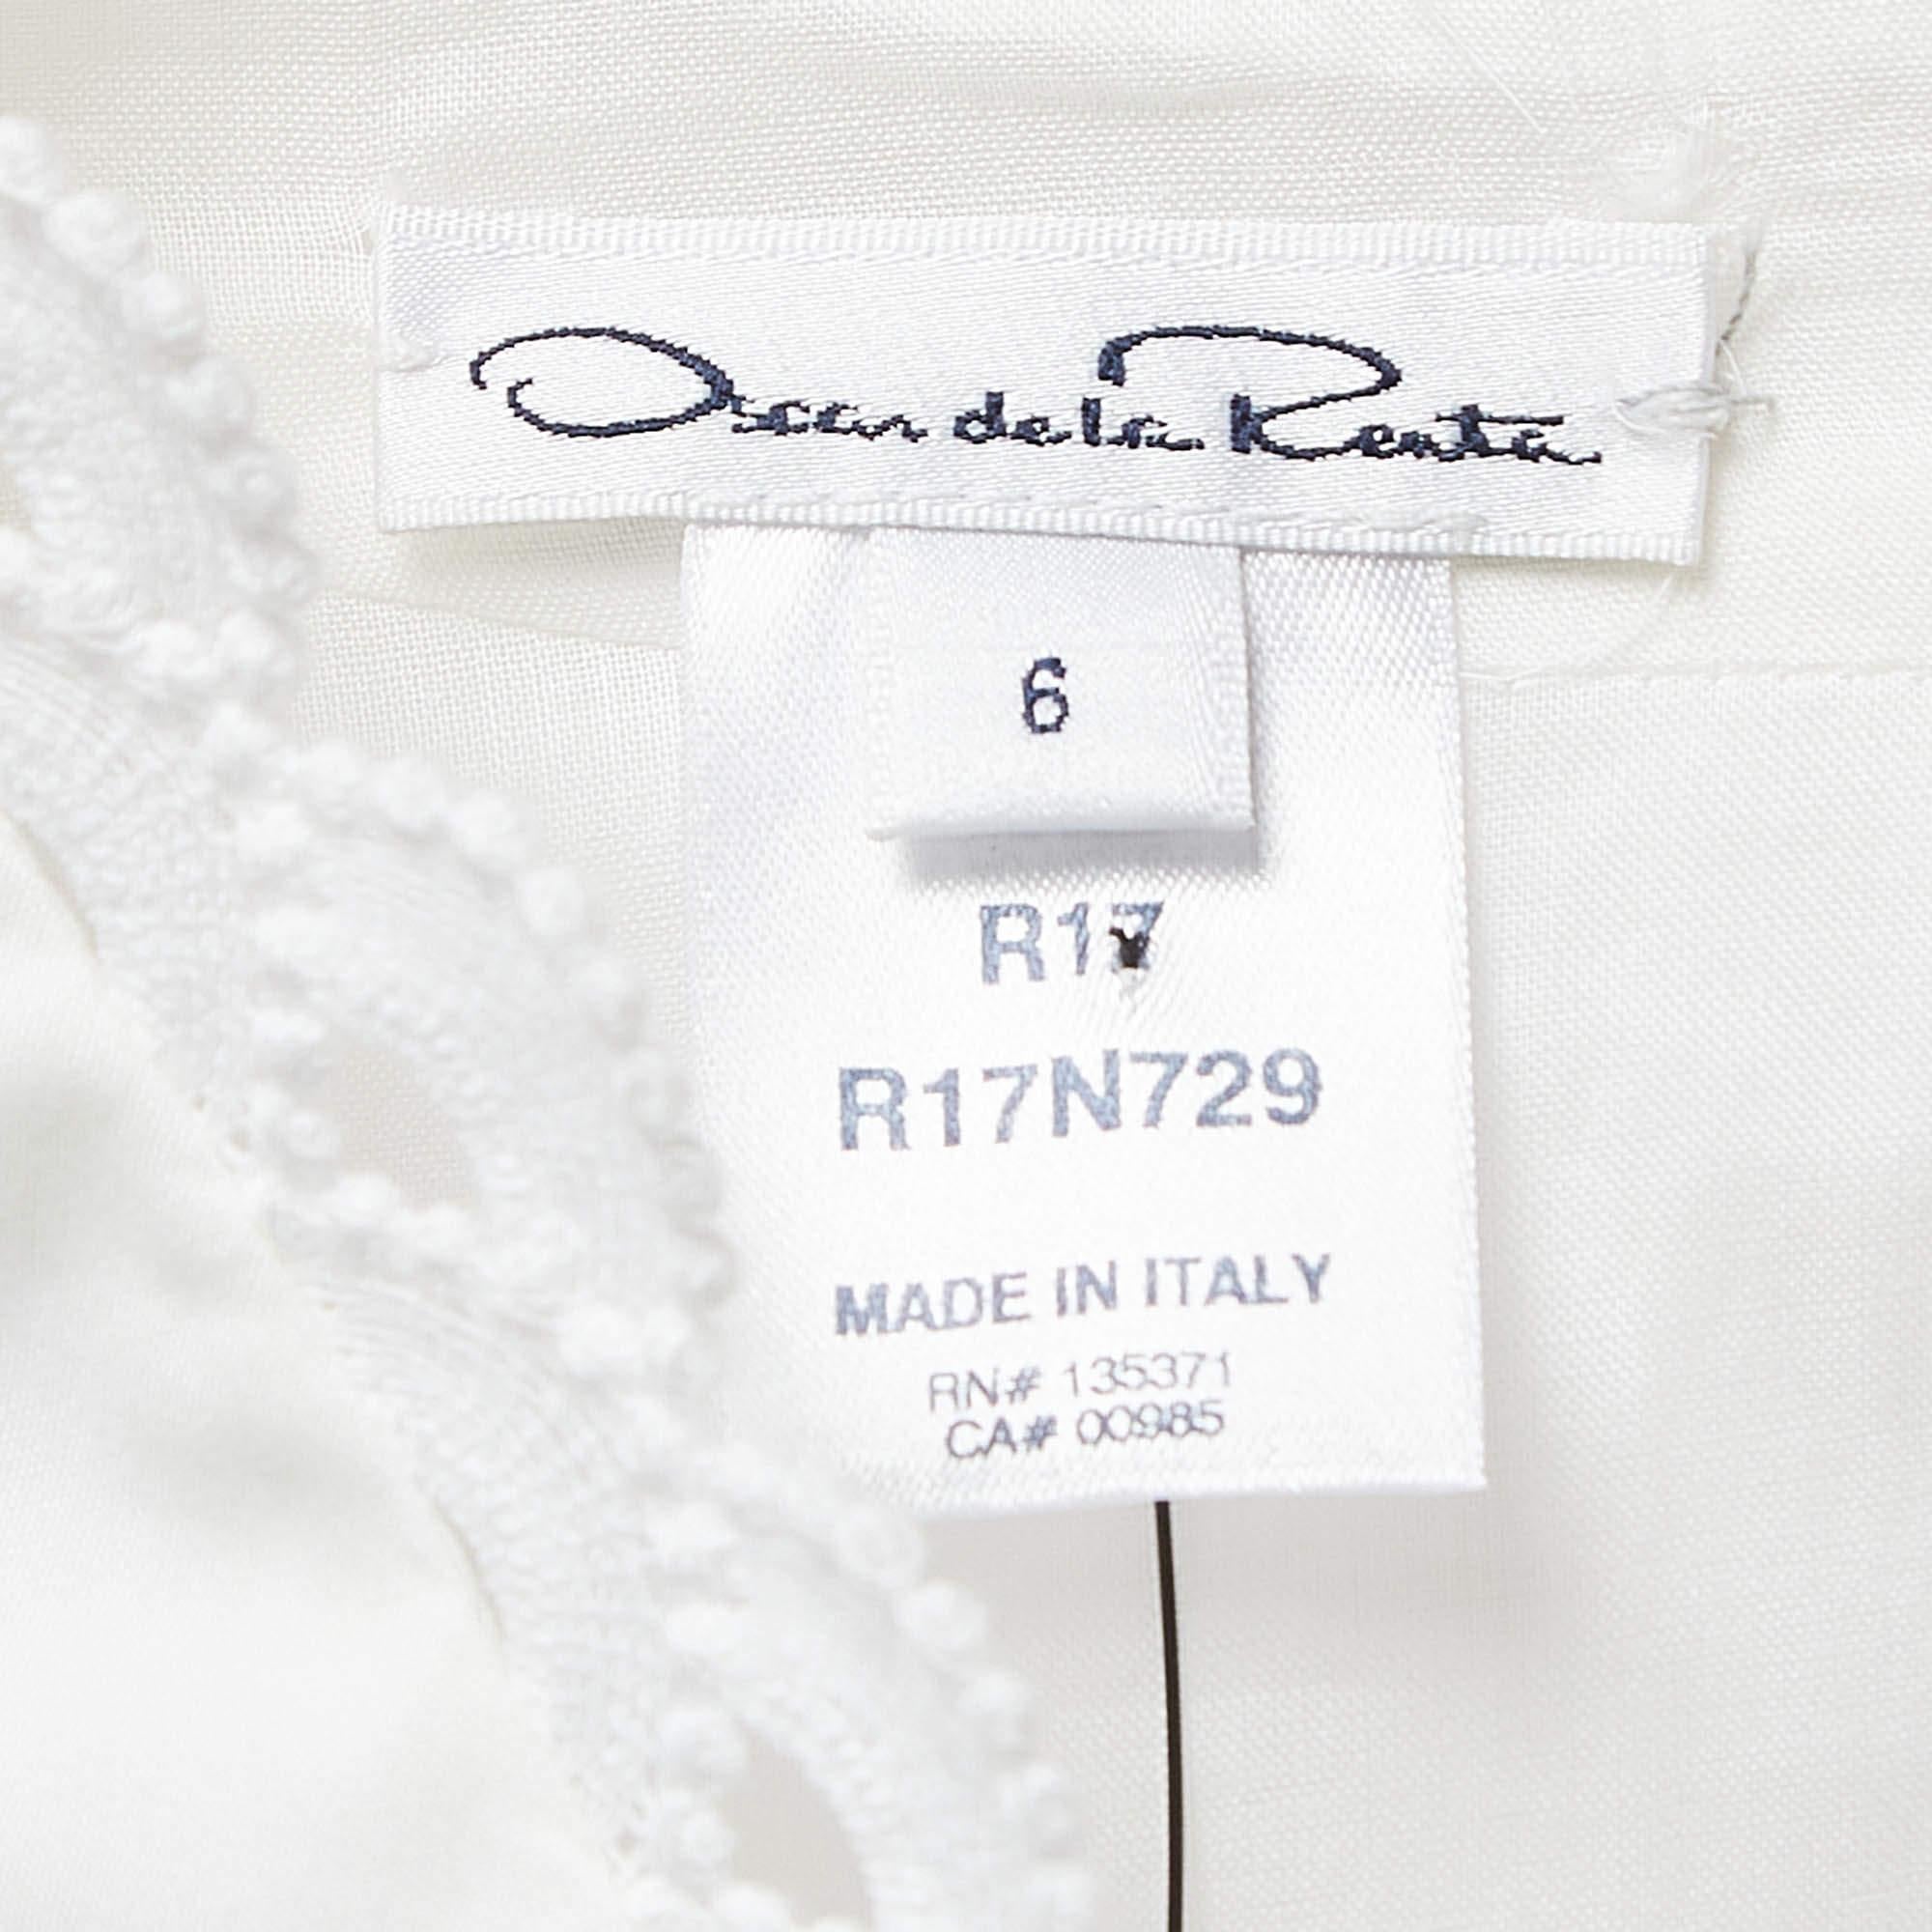 Oscar de la Renta
6
R17
R17N729
MADE IN ITALY
RN# 135371
CA# 00985